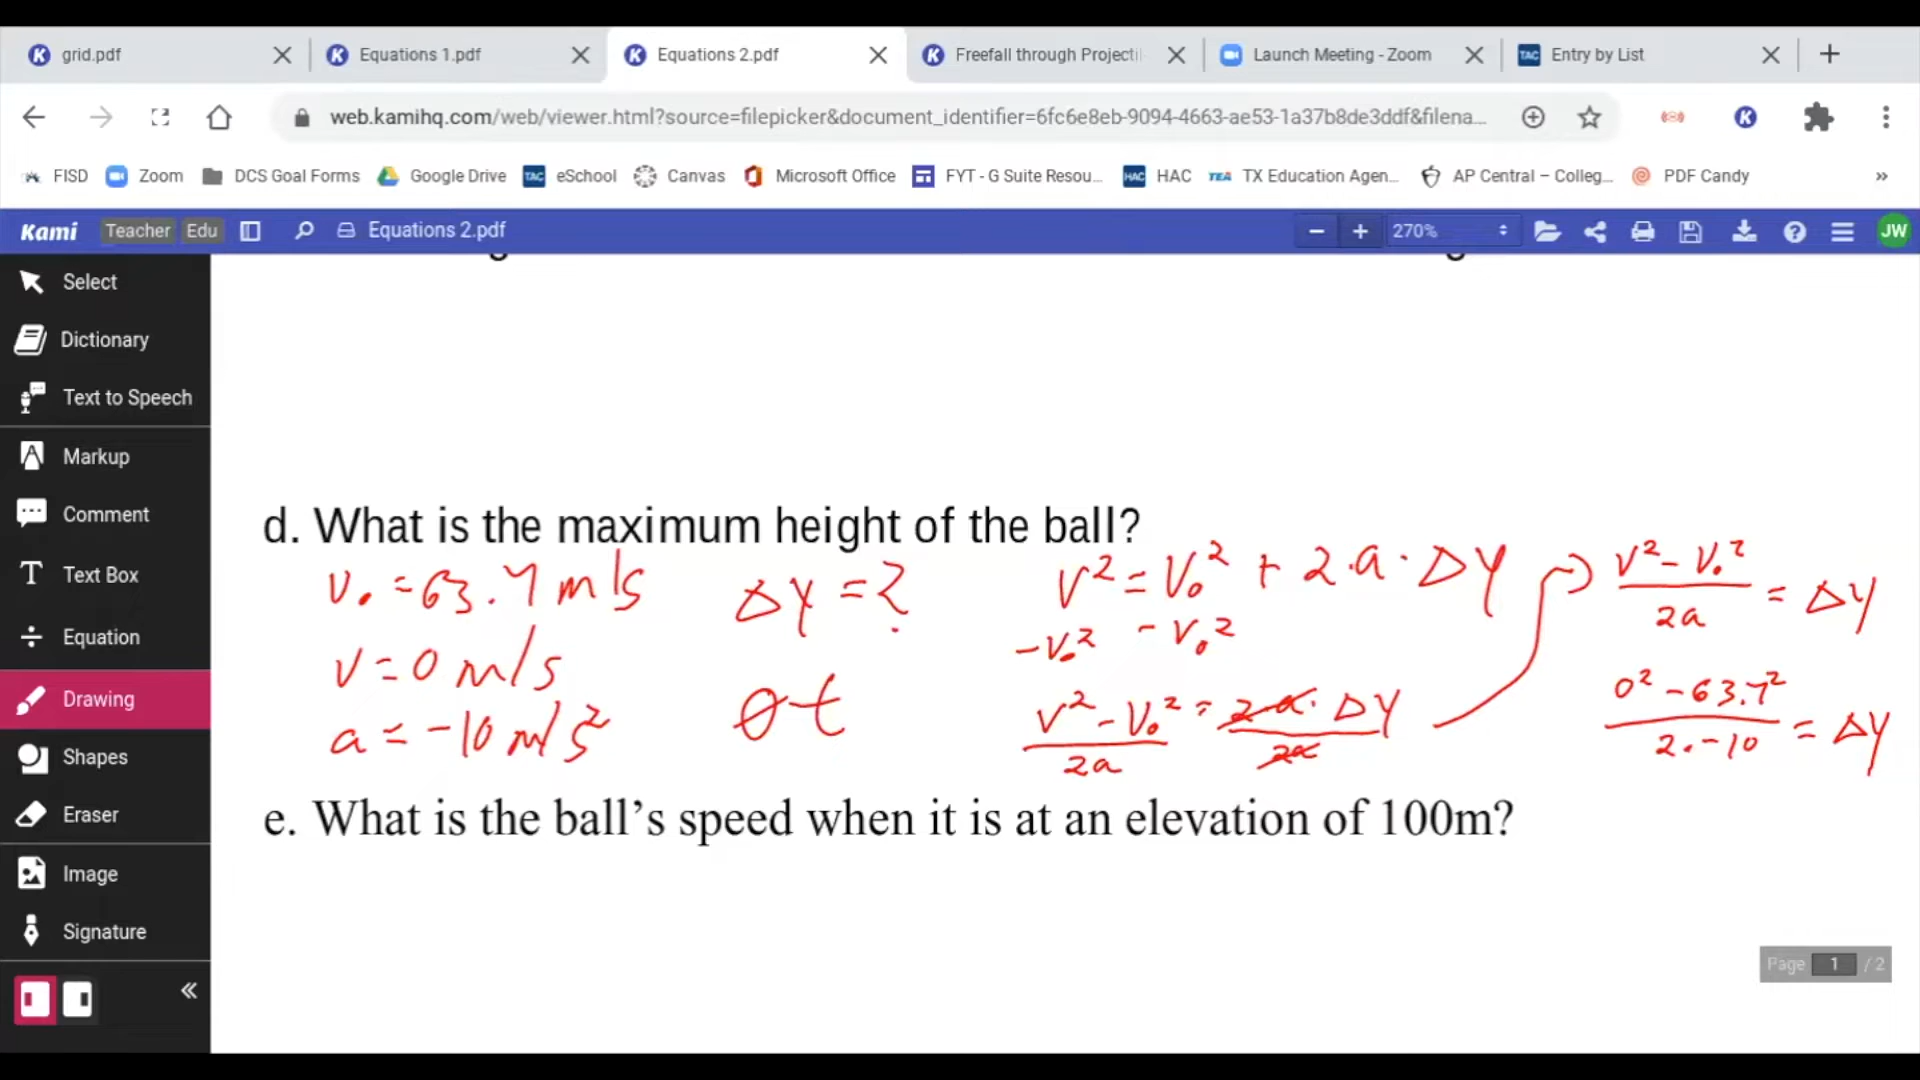 grid.pdf Equations 1.pdf Equations 2.pdf Freefall through Projectil Launch Meeting - Zoom TAC Entry by List
web.kamihq.com/web/viewer.html?source=filepicker&document_identifier=6fc6e8eb-9094-4663-ae53-1a37b8de3ddf&filena...
FISD Zoom DCS Goal Forms Google Drive TAC eSchool Canvas Microsoft Office FYT - G Suite Resou... HAC HAC TEA TX Education Agen... AP Central – Colleg... PDF Candy »
Kami Teacher Edu Equations 2.pdf 270% JW
Select
Dictionary
Text to Speech
Markup
Comment
Text Box
Equation
Drawing
Shapes
Eraser
Image
Signature
d. What is the maximum height of the ball?
V₀ = 63.7 m/s ΔY = ? V² = V₀² + 2·a·ΔY
-V₀² -V₀²
V² - V₀² / 2a = ΔY
V = 0 m/s
a = -10 m/s²
V² - V₀² / 2a = 2·a·ΔY / 2a
0² - 63.7² / 2·-10 = ΔY
e. What is the ball’s speed when it is at an elevation of 100m?
Page 1 / 2